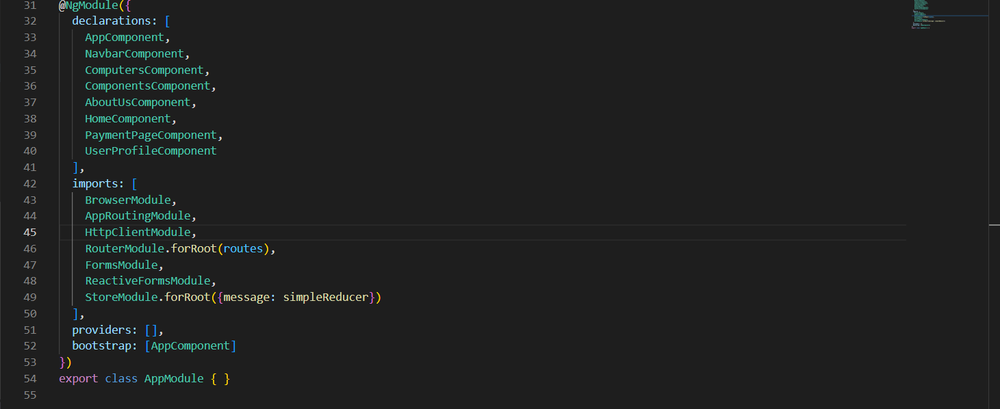 31 @NgModule({
32 declarations: [
33 AppComponent,
34 NavbarComponent,
35 ComputersComponent,
36 ComponentsComponent,
37 AboutUsComponent,
38 HomeComponent,
39 PaymentPageComponent,
40 UserProfileComponent
41 ],
42 imports: [
43 BrowserModule,
44 AppRoutingModule,
45 HttpClientModule,
46 RouterModule.forRoot(routes),
47 FormsModule,
48 ReactiveFormsModule,
49 StoreModule.forRoot({message: simpleReducer})
50 ],
51 providers: [],
52 bootstrap: [AppComponent]
53 })
54 export class AppModule { }
55